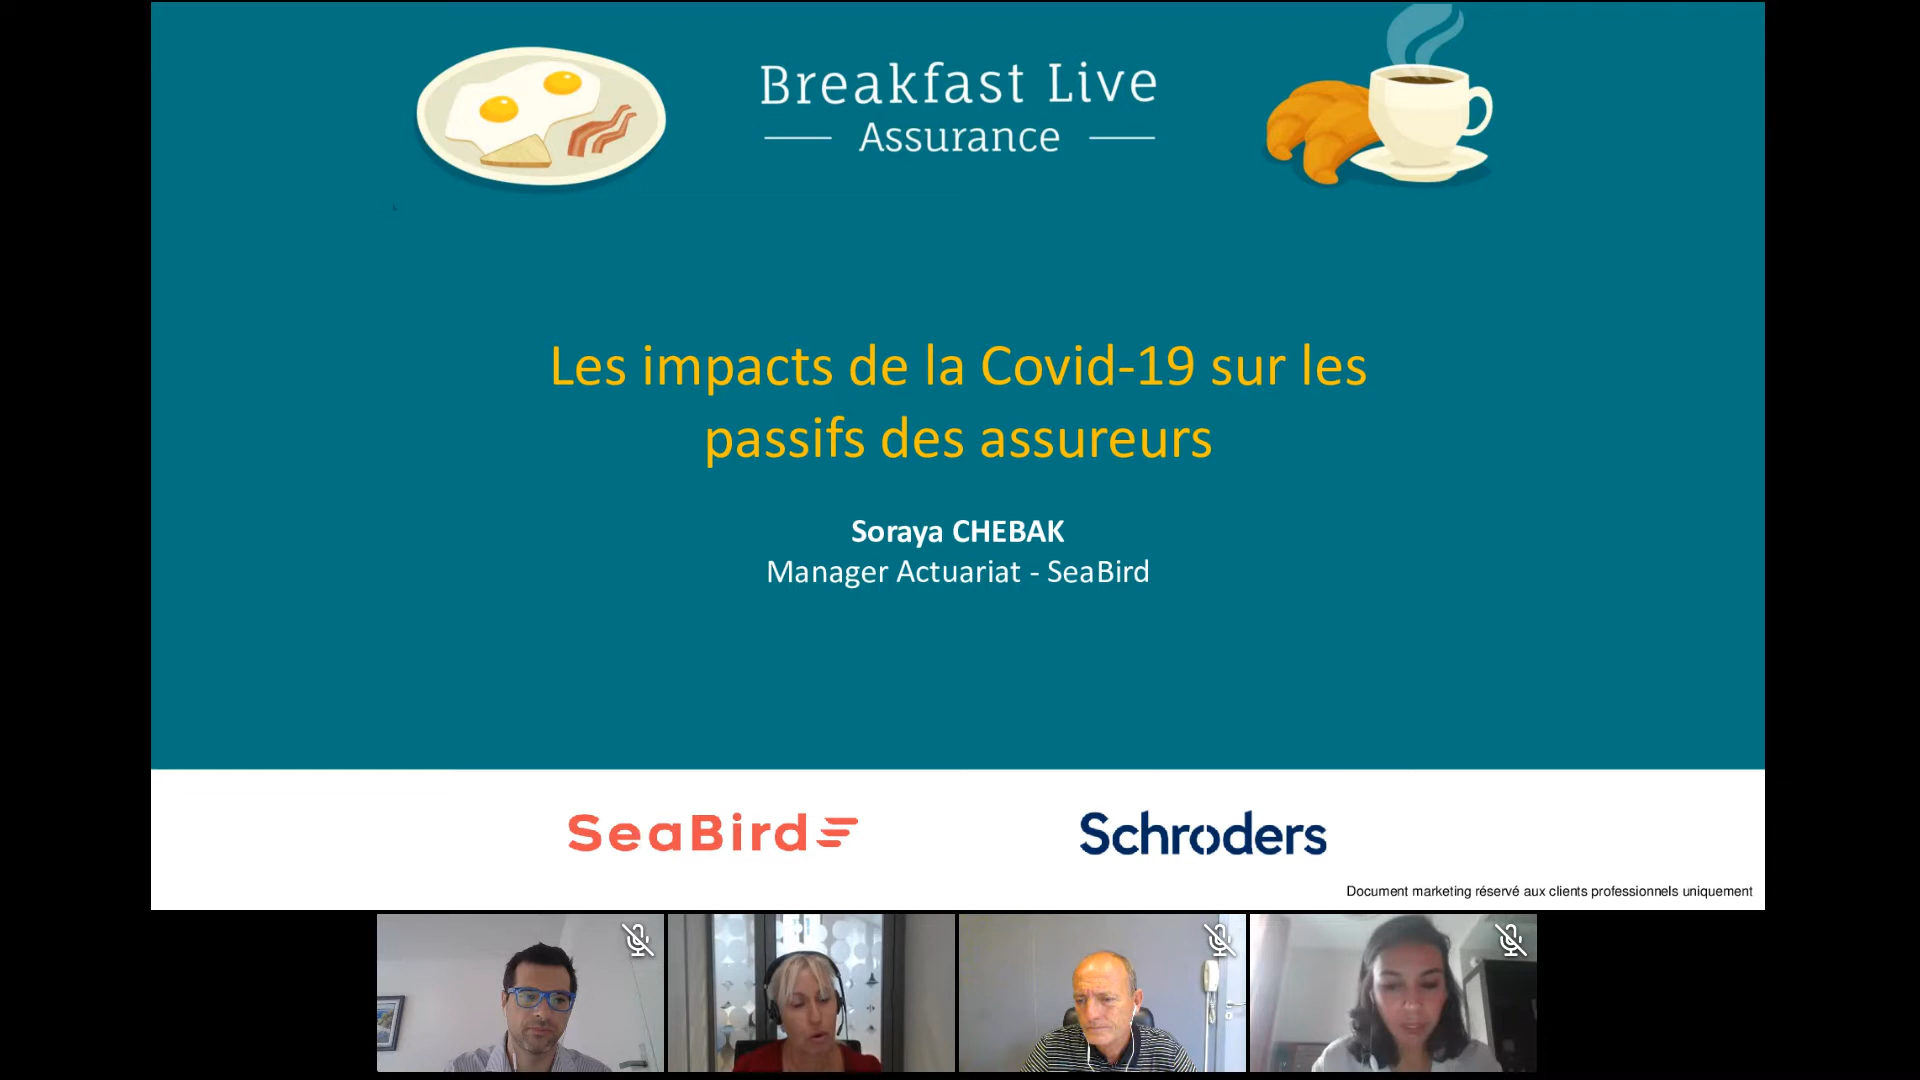 Breakfast Live
Assurance
Les impacts de la Covid-19 sur les
passifs des assureurs
Soraya CHEBAK
Manager Actuariat - SeaBird
SeaBird
Schroders
Document marketing réservé aux clients professionnels uniquement